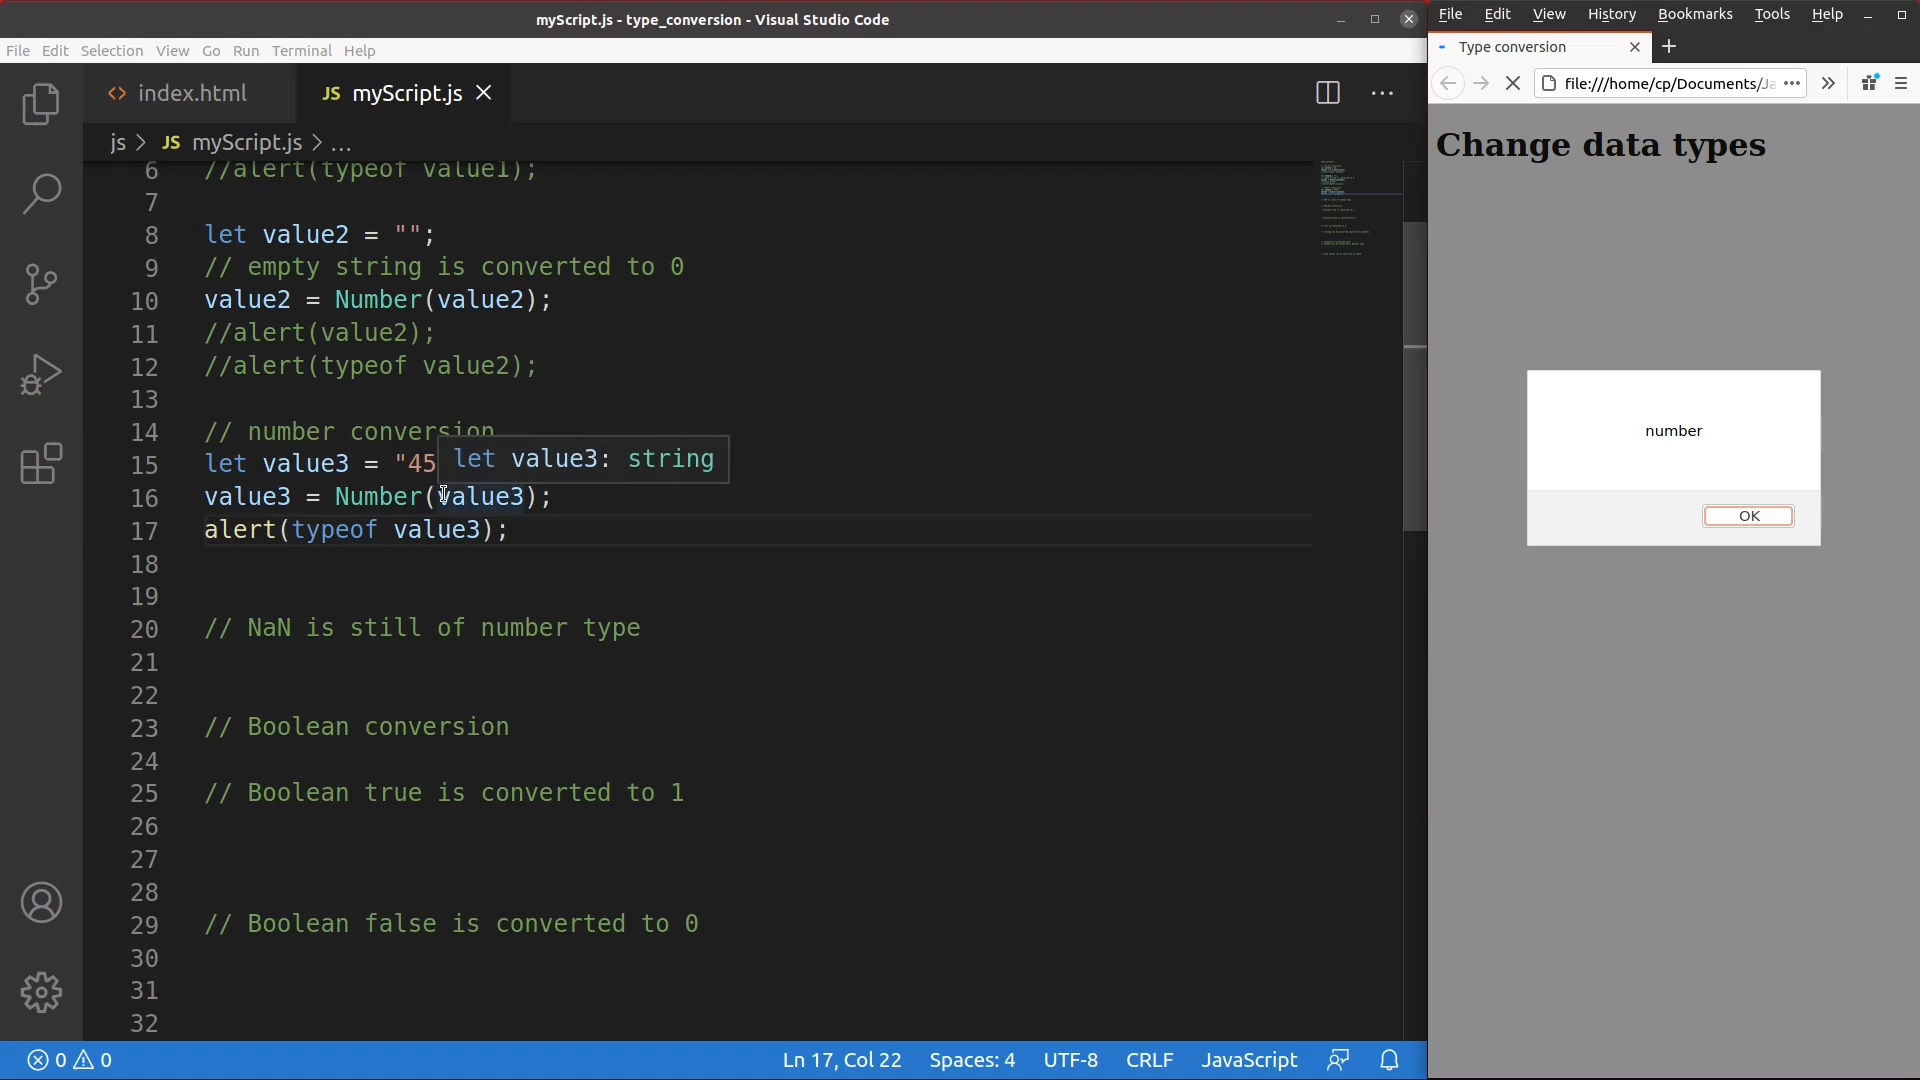 myScript.js - type_conversion - Visual Studio Code
File Edit Selection View Go Run Terminal Help
<> index.html JS myScript.js
js > JS myScript.js > ...
6 //alert(typeof value1);
7
8 let value2 = "";
9 // empty string is converted to 0
10 value2 = Number(value2);
11 //alert(value2);
12 //alert(typeof value2);
13
14 // number conversion
15 let value3 = "45
let value3: string
16 value3 = Number(value3);
17 alert(typeof value3);
18
19
20 // NaN is still of number type
21
22
23 // Boolean conversion
24
25 // Boolean true is converted to 1
26
27
28
29 // Boolean false is converted to 0
30
31
32
0 0 Ln 17, Col 22 Spaces: 4 UTF-8 CRLF JavaScript
File Edit View History Bookmarks Tools Help
Type conversion
file:///home/cp/Documents/Ja
Change data types
number
OK